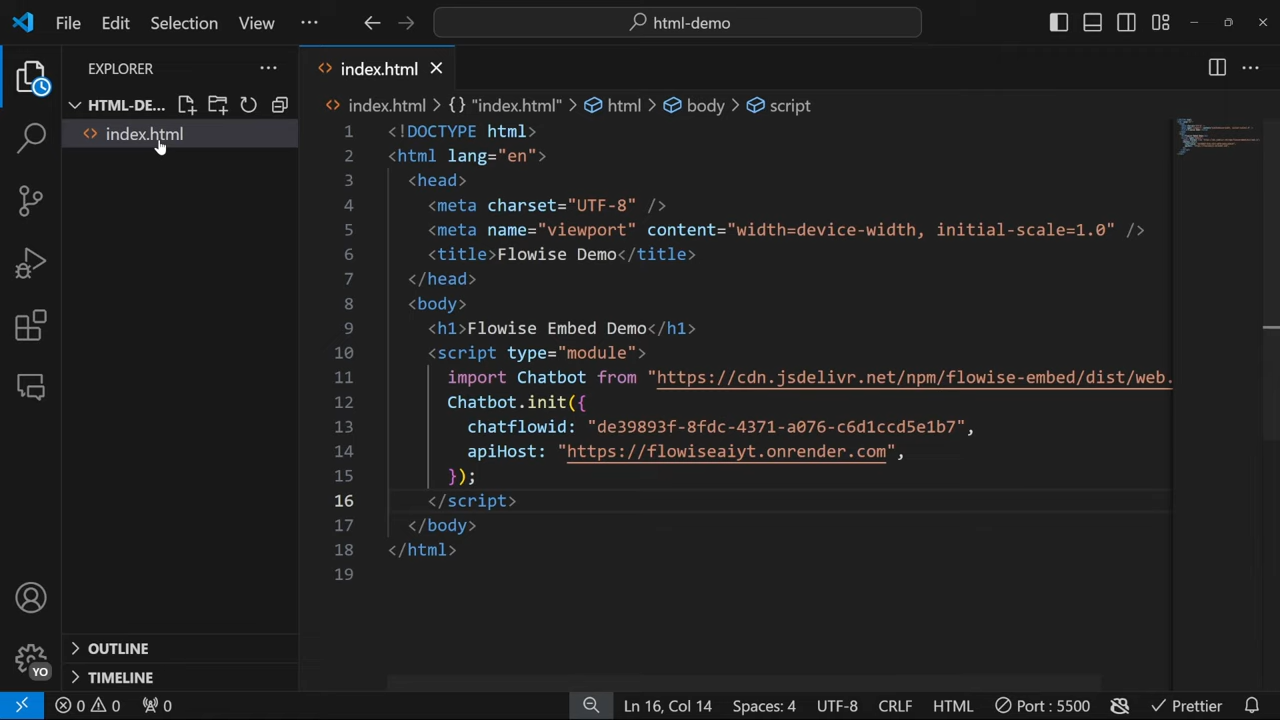 File Edit Selection View ··· html-demo
EXPLORER ···
HTML-DE...
index.html
OUTLINE
TIMELINE
YO
index.html
index.html > {} "index.html" > html > body > script
1 <!DOCTYPE html>
2 <html lang="en">
3 <head>
4 <meta charset="UTF-8" />
5 <meta name="viewport" content="width=device-width, initial-scale=1.0" />
6 <title>Flowise Demo</title>
7 </head>
8 <body>
9 <h1>Flowise Embed Demo</h1>
10 <script type="module">
11 import Chatbot from "https://cdn.jsdelivr.net/npm/flowise-embed/dist/web.
12 Chatbot.init({
13 chatflowid: "de39893f-8fdc-4371-a076-c6d1ccd5e1b7",
14 apiHost: "https://flowiseaiyt.onrender.com",
15 });
16 </script>
17 </body>
18 </html>
19
0 0 0 Ln 16, Col 14 Spaces: 4 UTF-8 CRLF HTML Port : 5500 Prettier